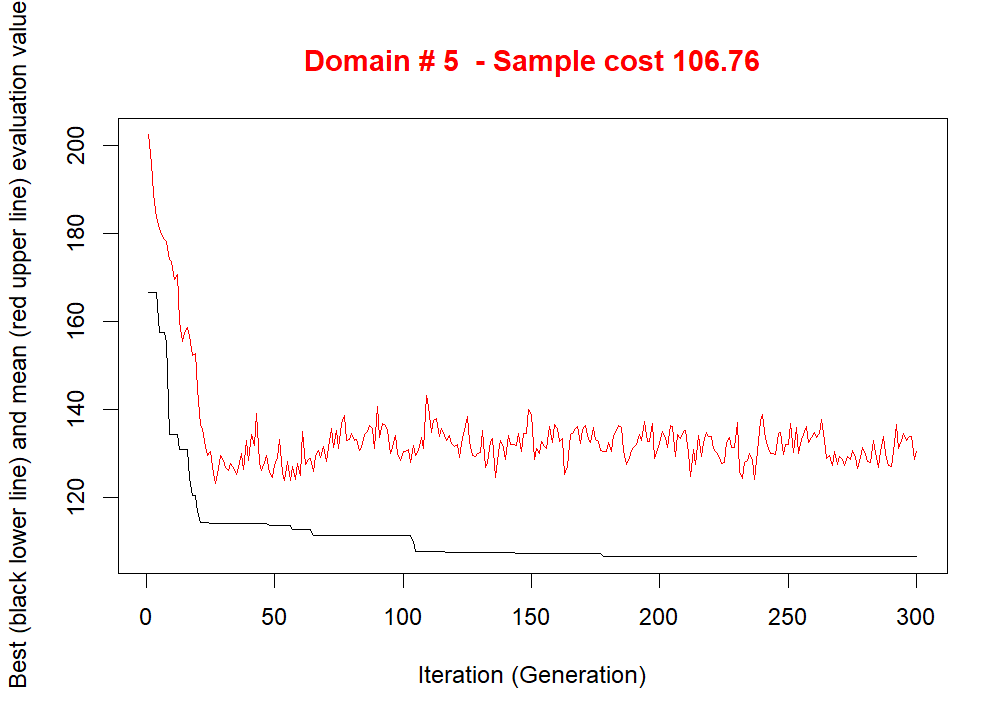 Domain # 5  - Sample cost 106.76
Best (black lower line) and mean (red upper line) evaluation value
200
180
160
140
120
0 50 100 150 200 250 300
Iteration (Generation)